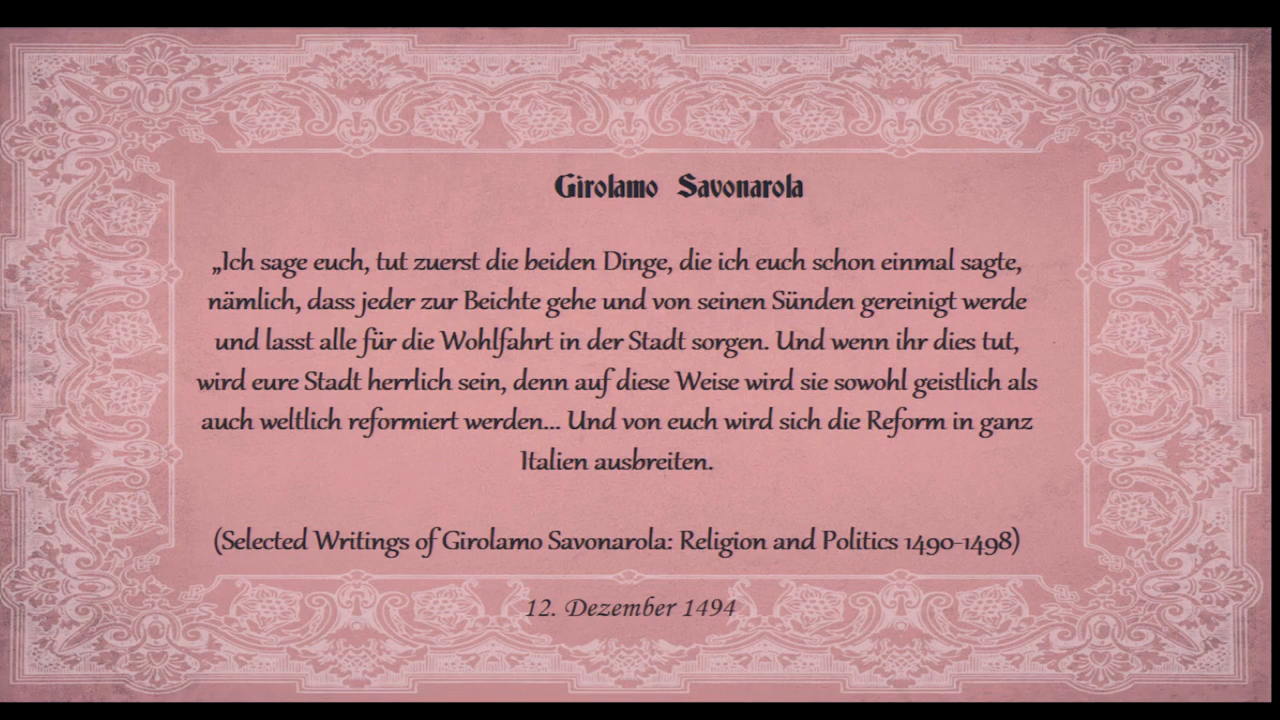 Girolamo Savonarola
„Ich sage euch, tut zuerst die beiden Dinge, die ich euch schon einmal sagte,
nämlich, dass jeder zur Beichte gehe und von seinen Sünden gereinigt werde
und lasst alle für die Wohlfahrt in der Stadt sorgen. Und wenn ihr dies tut,
wird eure Stadt herrlich sein, denn auf diese Weise wird sie sowohl geistlich als
auch weltlich reformiert werden... Und von euch wird sich die Reform in ganz
Italien ausbreiten.
(Selected Writings of Girolamo Savonarola: Religion and Politics 1490-1498)
12. Dezember 1494